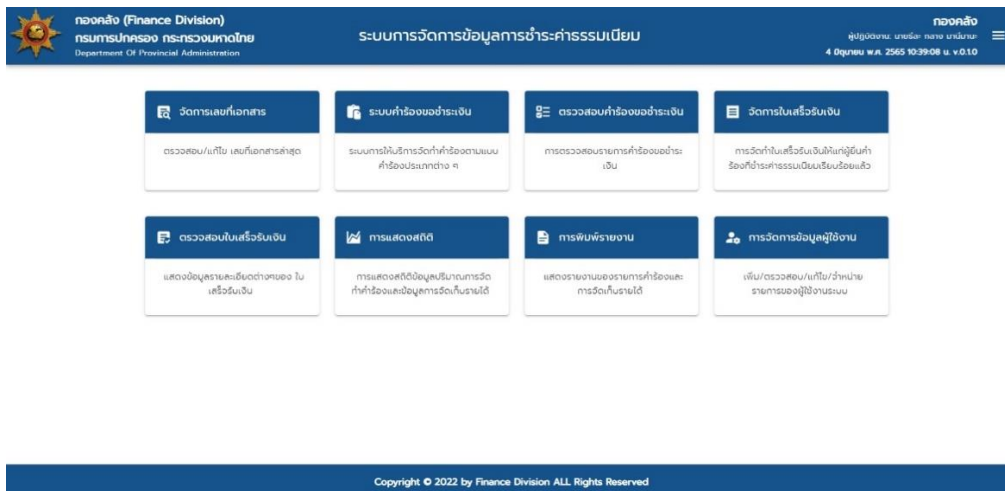 กองคลัง (Finance Division)
กรมการปกครอง กระทรวงมหาดไทย
Department Of Provincial Administration
ระบบการจัดการข้อมูลการชำระค่าธรรมเนียม
กองคลัง
ผู้ปฏิบัติงาน:
4 มิถุนายน พ.ศ. 2565 10:39:08 น. v.0.1.0
จัดการเลขที่เอกสาร
ตรวจสอบ/แก้ไข เลขที่เอกสารล่าสุด
ระบบคำร้องขอชำระเงิน
ระบบการให้บริการจัดทำคำร้องตามแบบ
คำร้องประเภทต่าง ๆ
ตรวจสอบคำร้องขอชำระเงิน
การตรวจสอบรายการคำร้องขอชำระ
เงิน
จัดการใบเสร็จรับเงิน
การจัดทำใบเสร็จรับเงินให้แก่ผู้ยื่นคำ
ร้องที่ชำระค่าธรรมเนียมเรียบร้อยแล้ว
ตรวจสอบใบเสร็จรับเงิน
แสดงข้อมูลรายละเอียดต่างๆของ ใบ
เสร็จรับเงิน
การแสดงสถิติ
การแสดงสถิติข้อมูลปริมาณการจัด
ทำคำร้องและข้อมูลการจัดเก็บรายได้
การพิมพ์รายงาน
แสดงรายงานของรายการคำร้องและ
การจัดเก็บรายได้
การจัดการข้อมูลผู้ใช้งาน
เพิ่ม/ตรวจสอบ/แก้ไข/จำหน่าย
รายการของผู้ใช้งานระบบ
Copyright © 2022 by Finance Division ALL Rights Reserved